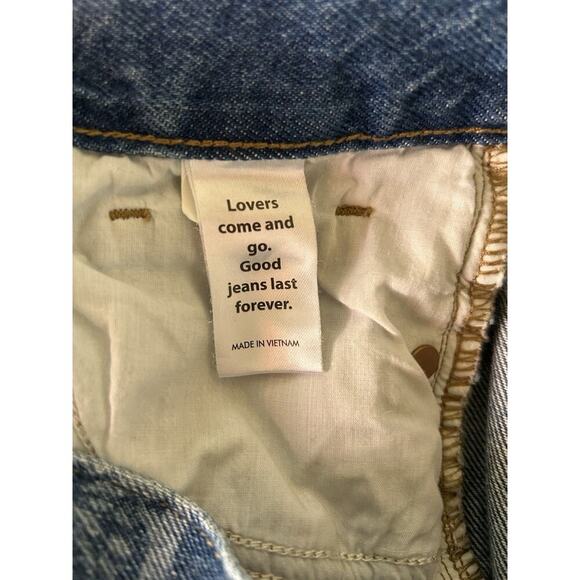 Lovers
come and
go.
Good
jeans last
forever.
MADE IN VIETNAM